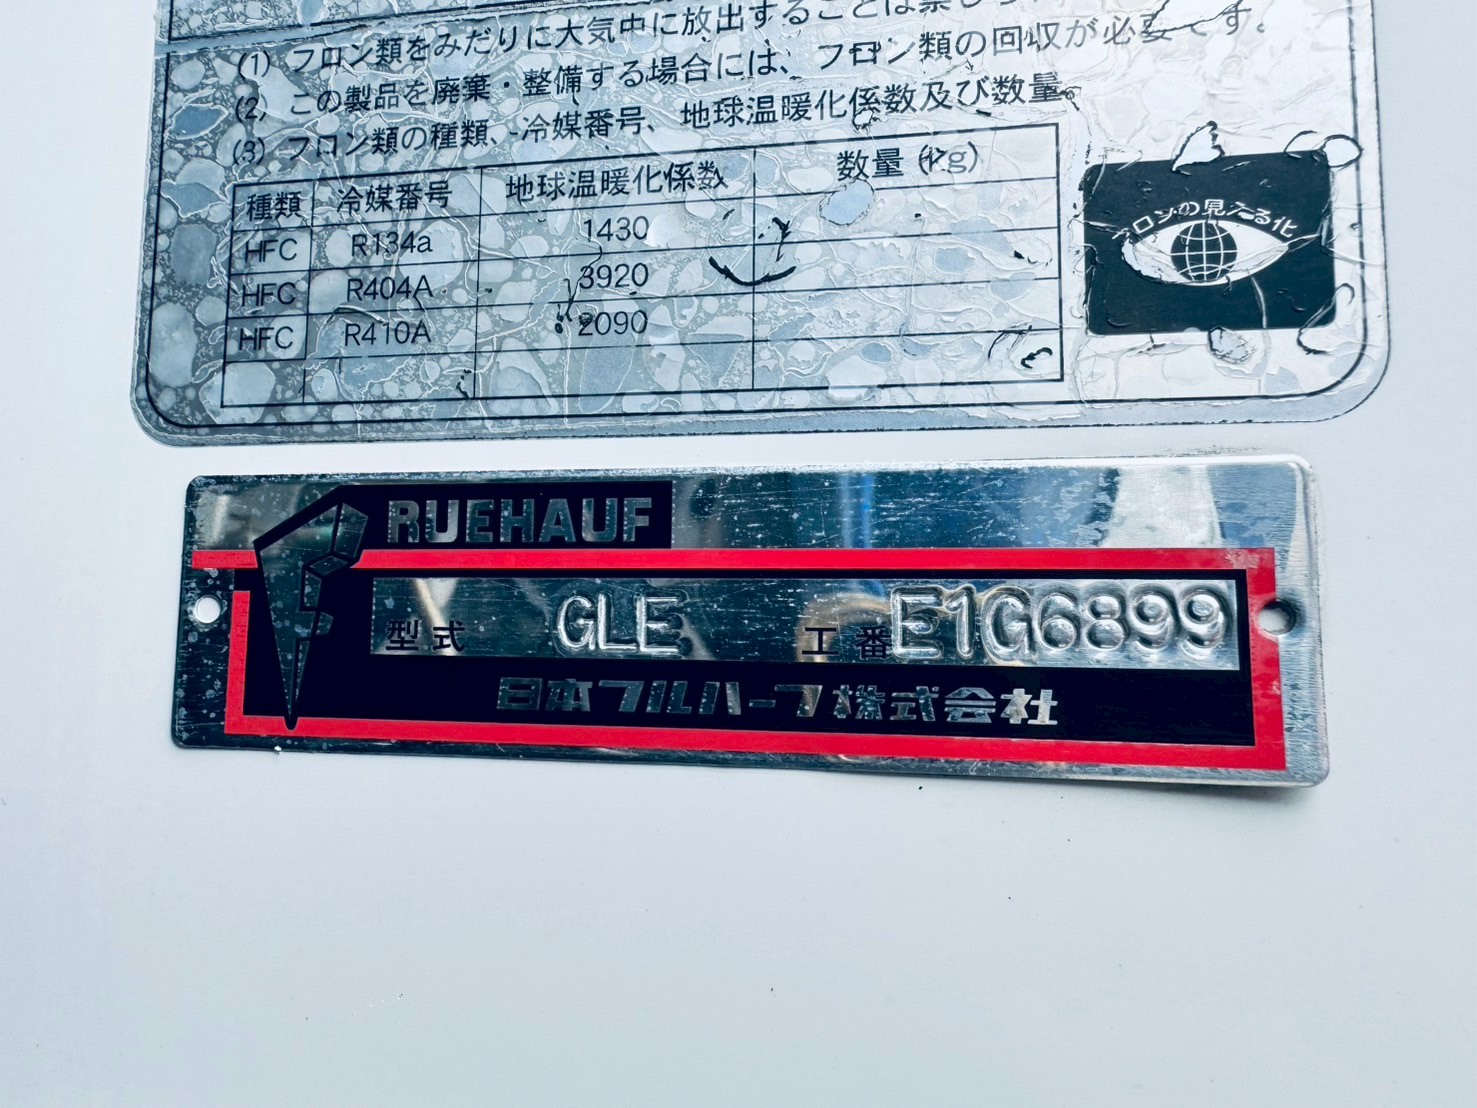 (1) フロン類をみだりに大気中に放出することは禁じら
(2) この製品を廃棄・整備する場合には、フロン類の回収が必要です。
(3) フロン類の種類、冷媒番号、地球温暖化係数及び数量
種類 冷媒番号 地球温暖化係数 数量 (kg)
HFC R134a 1430
HFC R404A 3920
HFC R410A 2090
フロンの見える化
RUEHAUF
型式 GLE 工番 E1G6899
日本フルハーフ株式会社